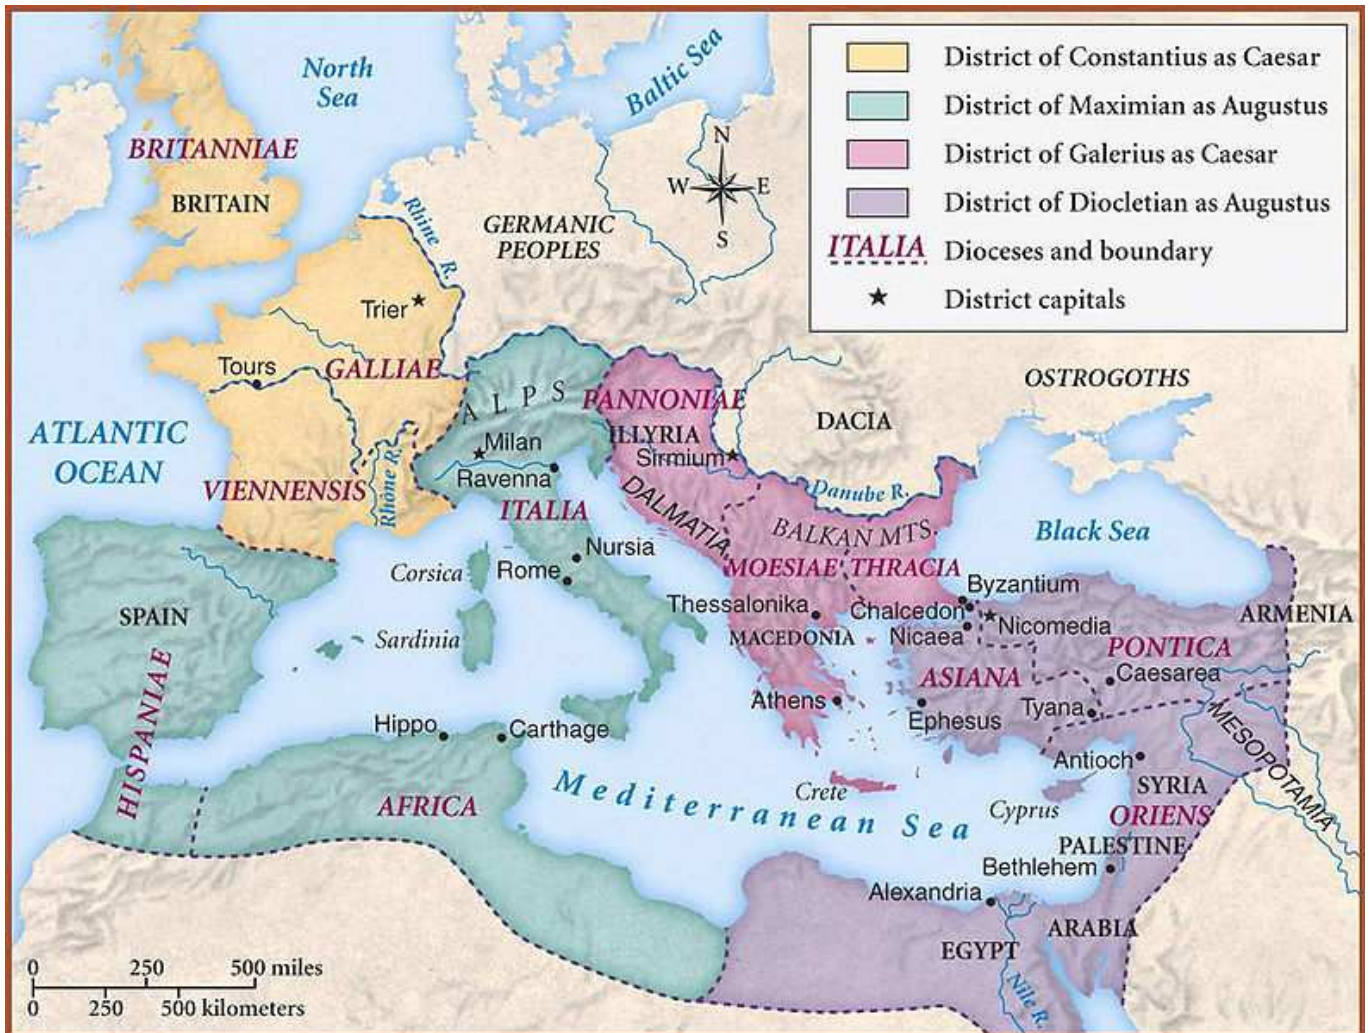 North
Sea
Baltic Sea
District of Constantius as Caesar
District of Maximian as Augustus
District of Galerius as Caesar
District of Diocletian as Augustus
ITALIA Dioceses and boundary
District capitals
N
W E
S
BRITANNIAE
BRITAIN
Rhine R.
GERMANIC
PEOPLES
Trier
Tours
GALLIAE
ALPS
PANNONIAE
ILLYRIA
Sirmium
DACIA
OSTROGOTHS
ATLANTIC
OCEAN
Milan
Ravenna
VIENNENSIS
Rhône R.
ITALIA
DALMATIA
Danube R.
BALKAN MTS.
Black Sea
Nursia
Rome
Corsica
MOESIAE
THRACIA
Byzantium
SPAIN
Sardinia
Thessalonika
MACEDONIA
Chalcedon
Nicaea
Nicomedia
ARMENIA
PONTICA
Caesarea
HISPANIAE
ASIANA
Athens
Ephesus
Tyana
MESOPOTAMIA
Hippo
Carthage
Antioch
SYRIA
AFRICA
Mediterranean Sea
Crete
Cyprus
ORIENS
PALESTINE
Bethlehem
Alexandria
ARABIA
EGYPT
Nile R.
0 250 500 miles
0 250 500 kilometers